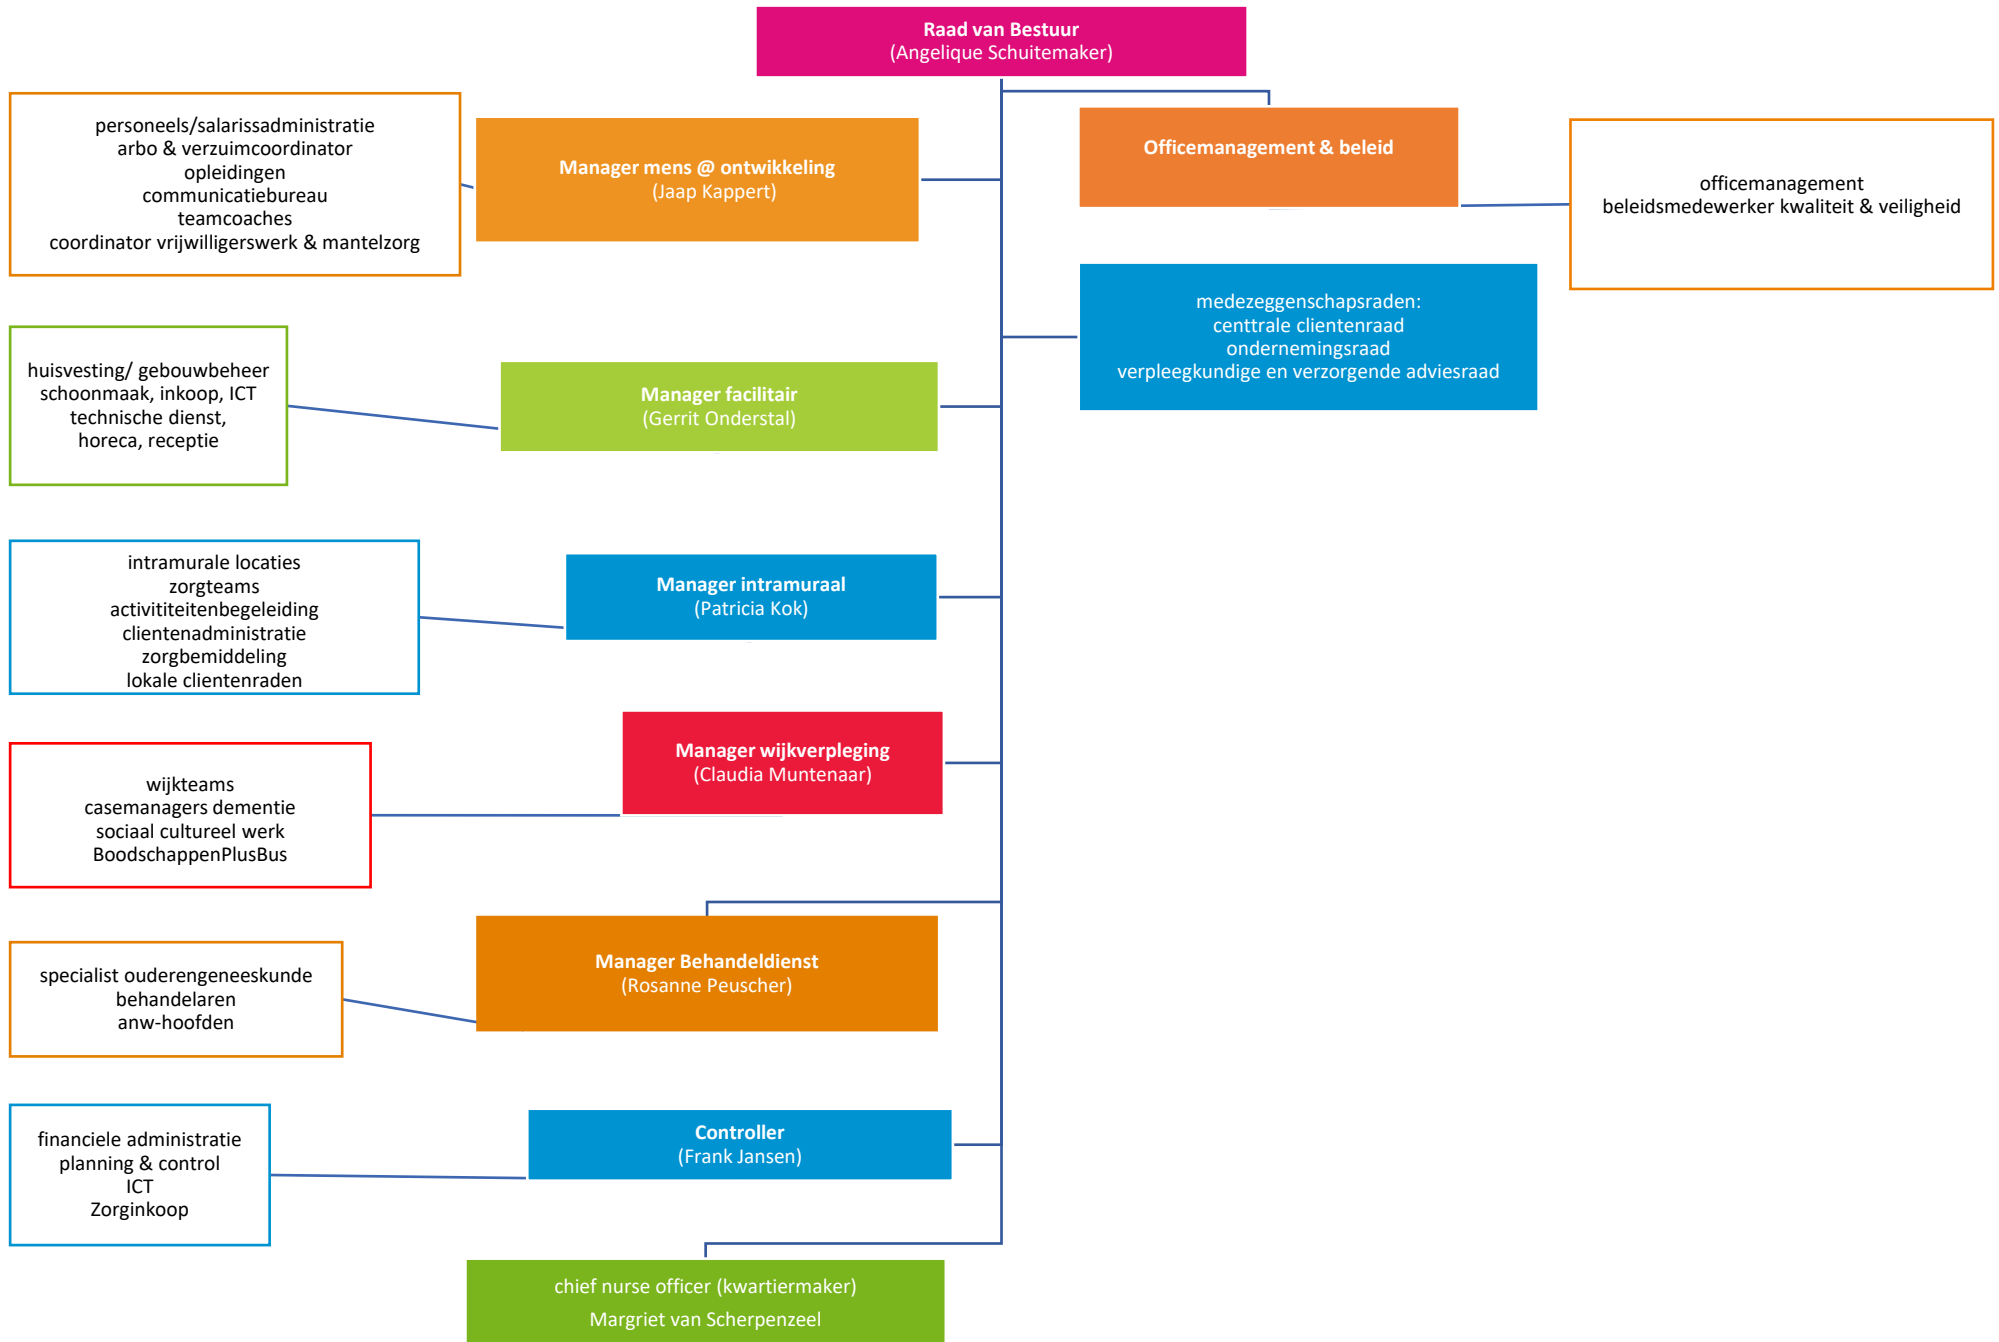 Raad van Bestuur
(Angelique Schuitemaker)
personeels/salarissadministratie
arbo & verzuimcoordinator
opleidingen
communicatiebureau
teamcoaches
coordinator vrijwilligerswerk & mantelzorg
Manager mens @ ontwikkeling
(Jaap Kappert)
Officemanagement & beleid
officemanagement
beleidsmedewerker kwaliteit & veiligheid
medezeggenschapsraden:
centtrale clientenraad
ondernemingsraad
verpleegkundige en verzorgende adviesraad
huisvesting/ gebouwbeheer
schoonmaak, inkoop, ICT
technische dienst,
horeca, receptie
Manager facilitair
(Gerrit Onderstal)
intramurale locaties
zorgteams
activititeitenbegeleiding
clientenadministratie
zorgbemiddeling
lokale clientenraden
Manager intramuraal
(Patricia Kok)
Manager wijkverpleging
(Claudia Muntenaar)
wijkteams
casemanagers dementie
sociaal cultureel werk
BoodschappenPlusBus
Manager Behandeldienst
(Rosanne Peuscher)
specialist ouderengeneeskunde
behandelaren
anw-hoofden
Controller
(Frank Jansen)
financiele administratie
planning & control
ICT
Zorginkoop
chief nurse officer (kwartiermaker)
Margriet van Scherpenzeel